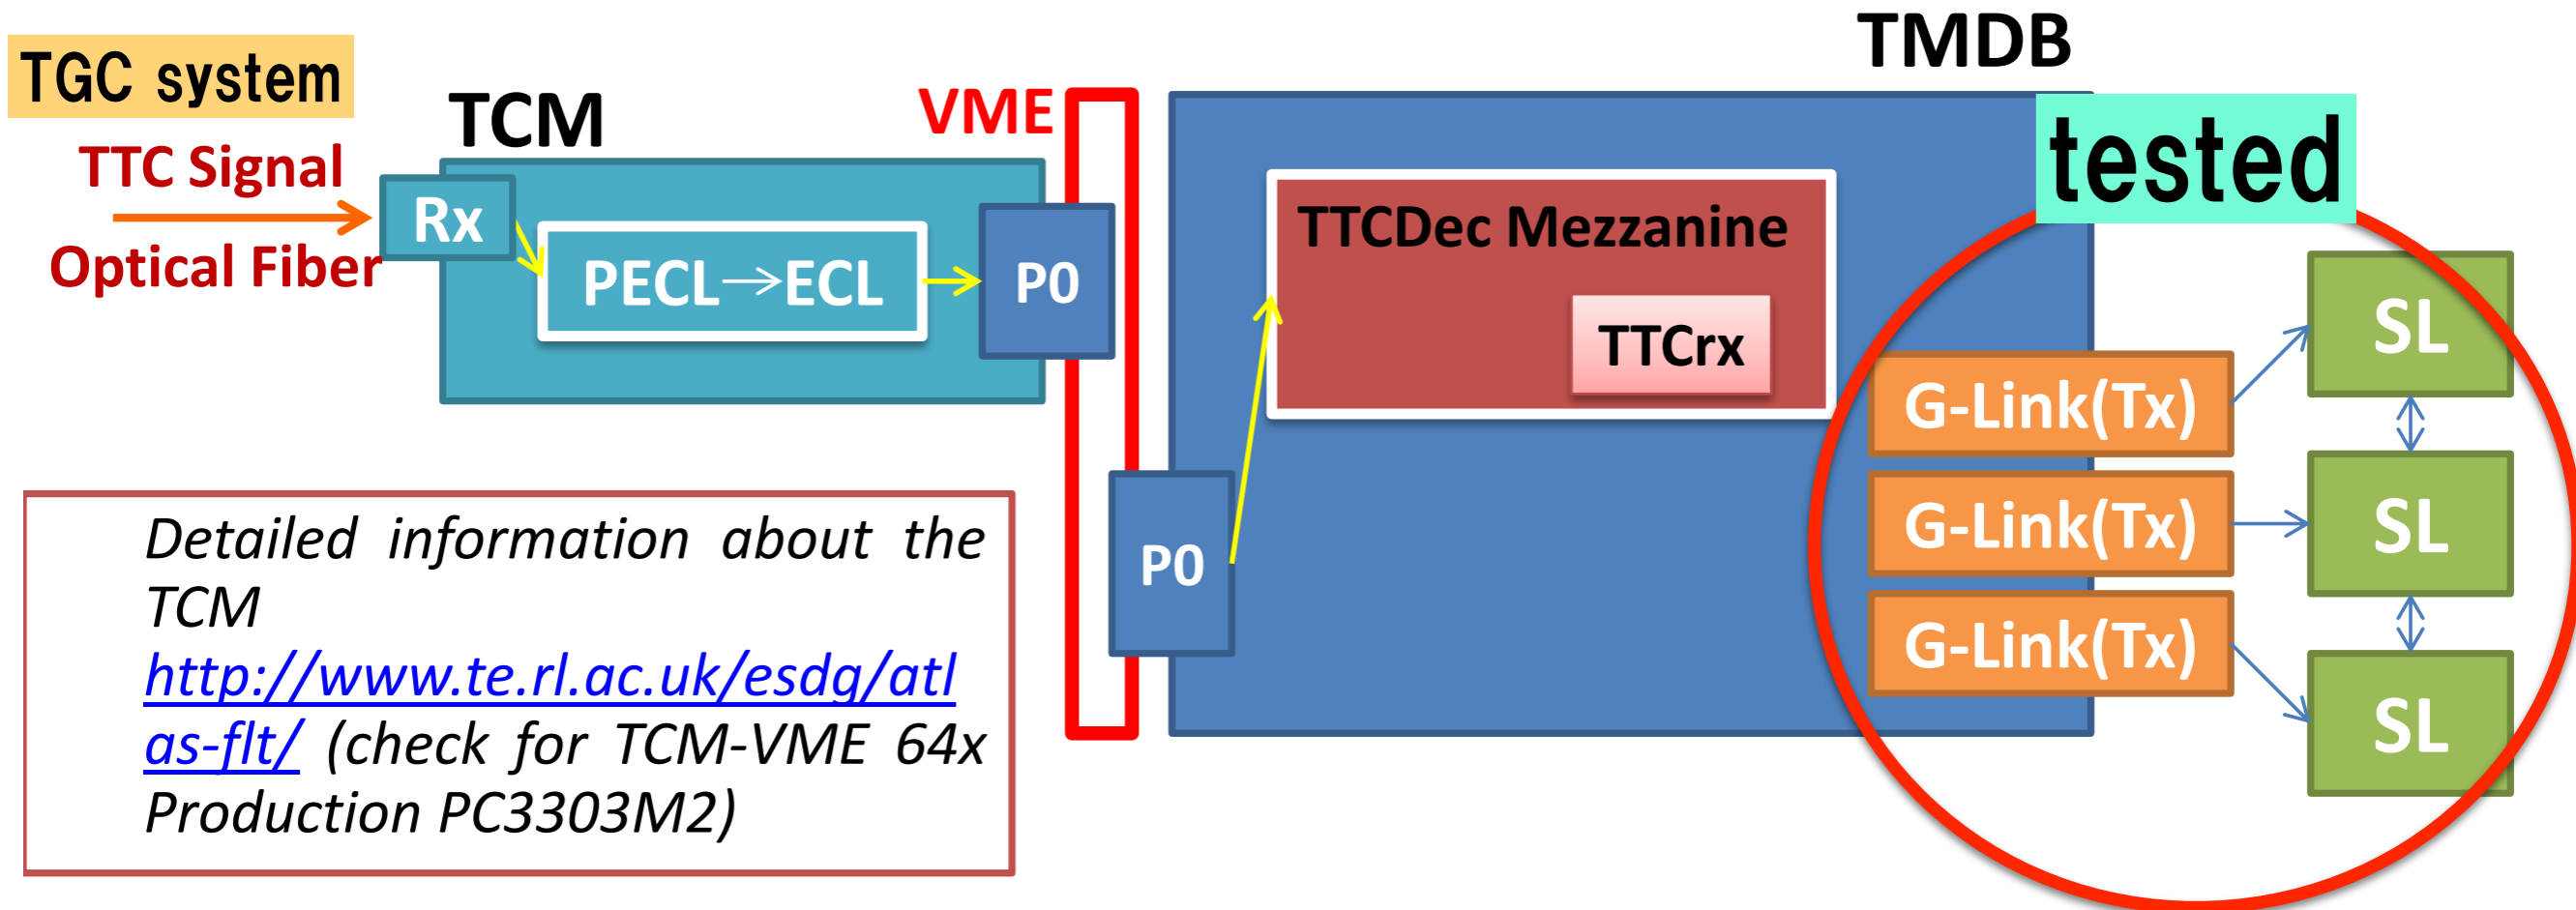 TGC system
TTC Signal
Optical Fiber
TCM
Rx
PECL→ECL
P0
VME
P0
TMDB
TTCDec Mezzanine
TTCrx
tested
G-Link(Tx)
G-Link(Tx)
G-Link(Tx)
SL
SL
SL
Detailed information about the
TCM
http://www.te.rl.ac.uk/esdg/atl
as-flt/ (check for TCM-VME 64x
Production PC3303M2)